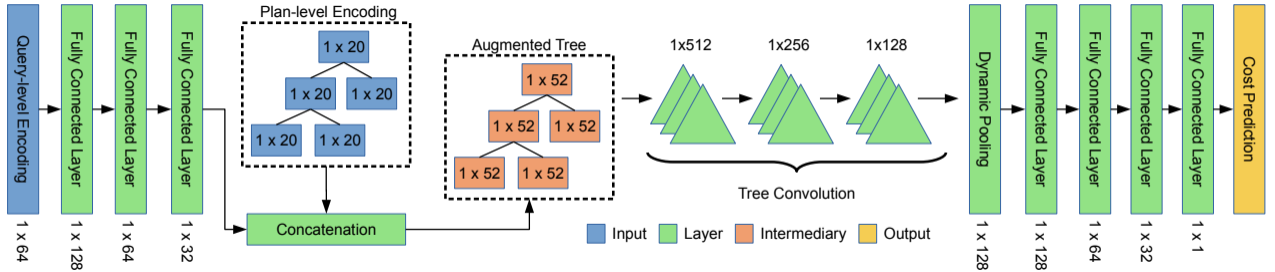 Query-level Encoding
1 x 64
Fully Connected Layer
1 x 128
Fully Connected Layer
1 x 64
Fully Connected Layer
1 x 32
Plan-level Encoding
1 x 20
1 x 20
1 x 20
1 x 20
1 x 20
Concatenation
Augmented Tree
1 x 52
1 x 52
1 x 52
1 x 52
1 x 52
1x512
1x256
1x128
Tree Convolution
Input
Layer
Intermediary
Output
Dynamic Pooling
1 x 128
Fully Connected Layer
1 x 128
Fully Connected Layer
1 x 64
Fully Connected Layer
1 x 32
Fully Connected Layer
1 x 1
Cost Prediction